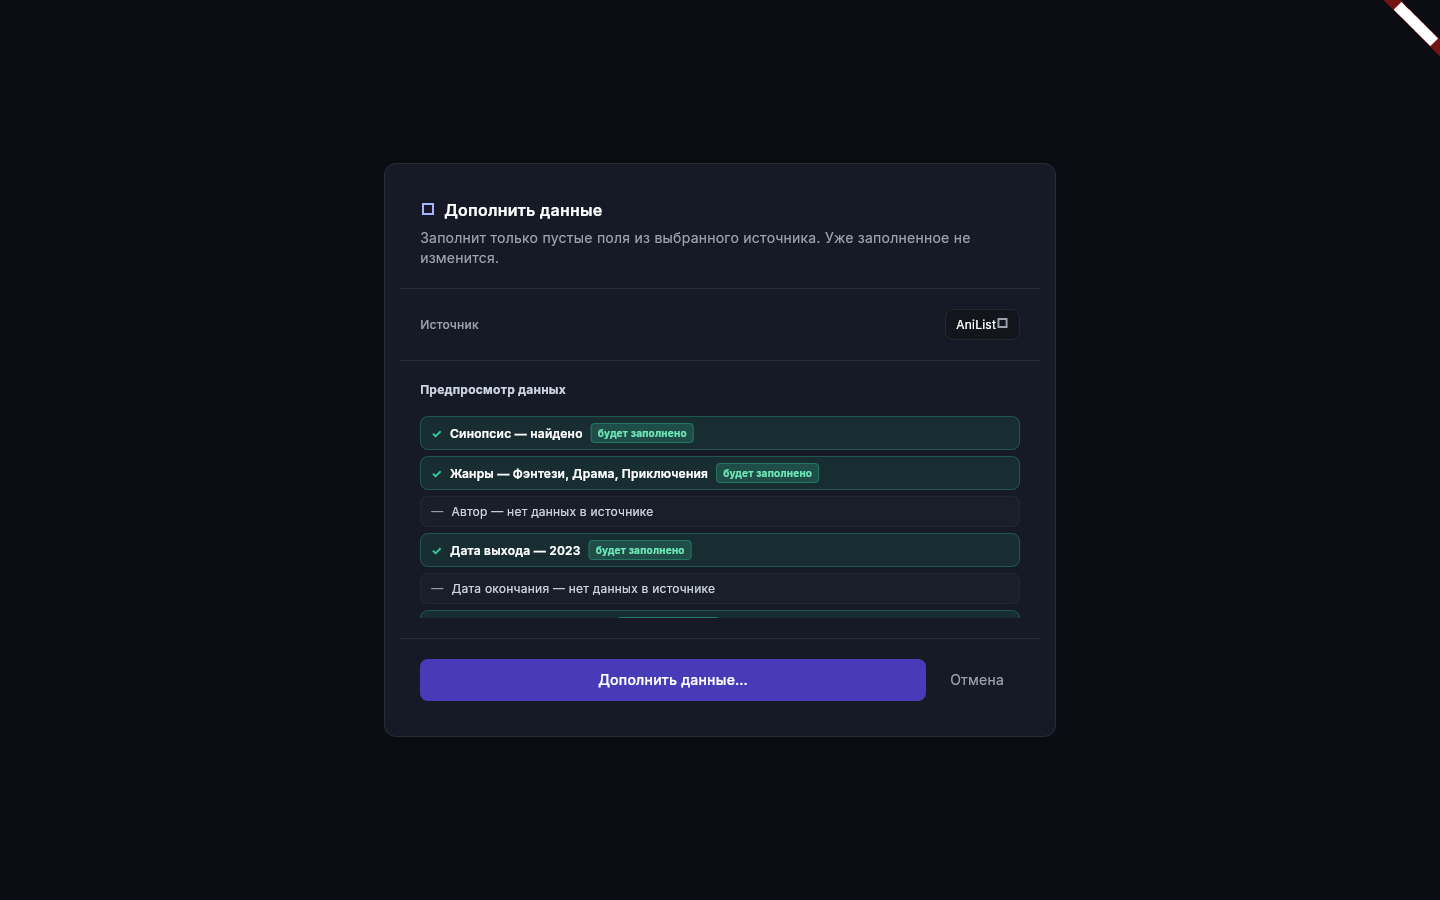 Дополнить данные
Заполнит только пустые поля из выбранного источника. Уже заполненное не
изменится.
Источник
AniList
Предпросмотр данных
✓ Синопсис — найдено будет заполнено
✓ Жанры — Фэнтези, Драма, Приключения будет заполнено
— Автор — нет данных в источнике
✓ Дата выхода — 2023 будет заполнено
— Дата окончания — нет данных в источнике
Дополнить данные...
Отмена